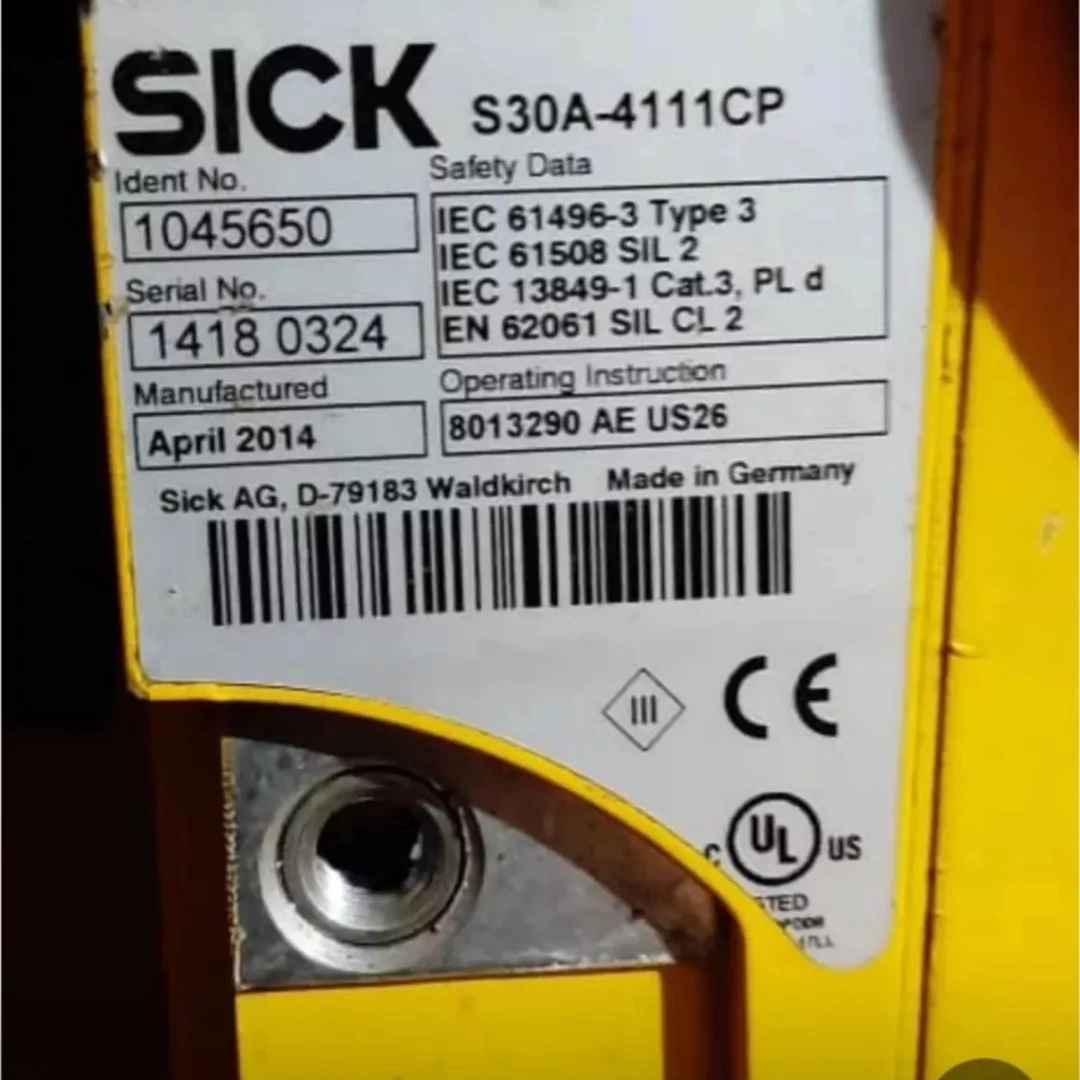 SICK S30A-4111CP
Ident No.
1045650
Serial No.
1418 0324
Manufactured
April 2014
Safety Data
IEC 61496-3 Type 3
IEC 61508 SIL 2
IEC 13849-1 Cat.3, PL d
EN 62061 SIL CL 2
Operating Instruction
8013290 AE US26
Sick AG, D-79183 Waldkirch Made in Germany
III
CE
C UL US